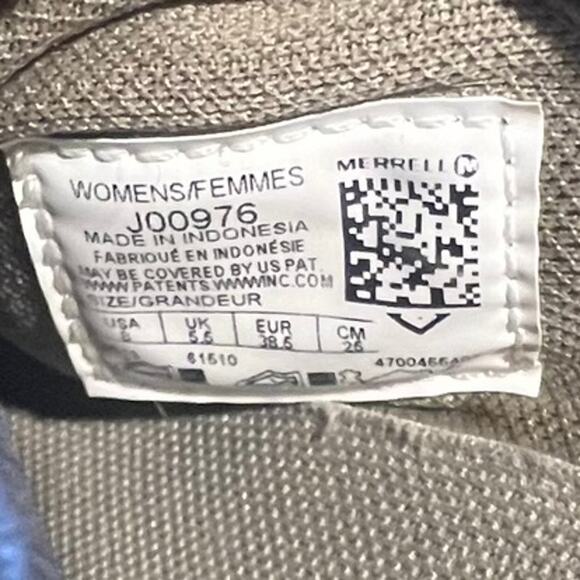 MERRELL
WOMENS/FEMMES
J00976
MADE IN INDONESIA
FABRIQUÉ EN INDONÉSIE
MAY BE COVERED BY US PAT.
WWW.PATENTS.WWWINC.COM
SIZE/GRANDEUR
USA UK EUR CM
5.5 38.5 25
61510